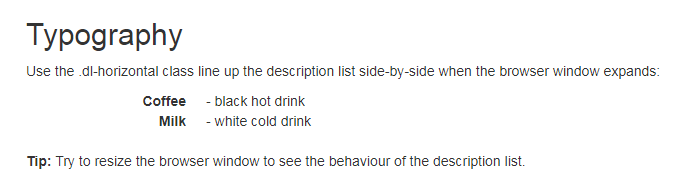 Typography
Use the .dl-horizontal class line up the description list side-by-side when the browser window expands:
Coffee - black hot drink
Milk - white cold drink
Tip: Try to resize the browser window to see the behaviour of the description list.